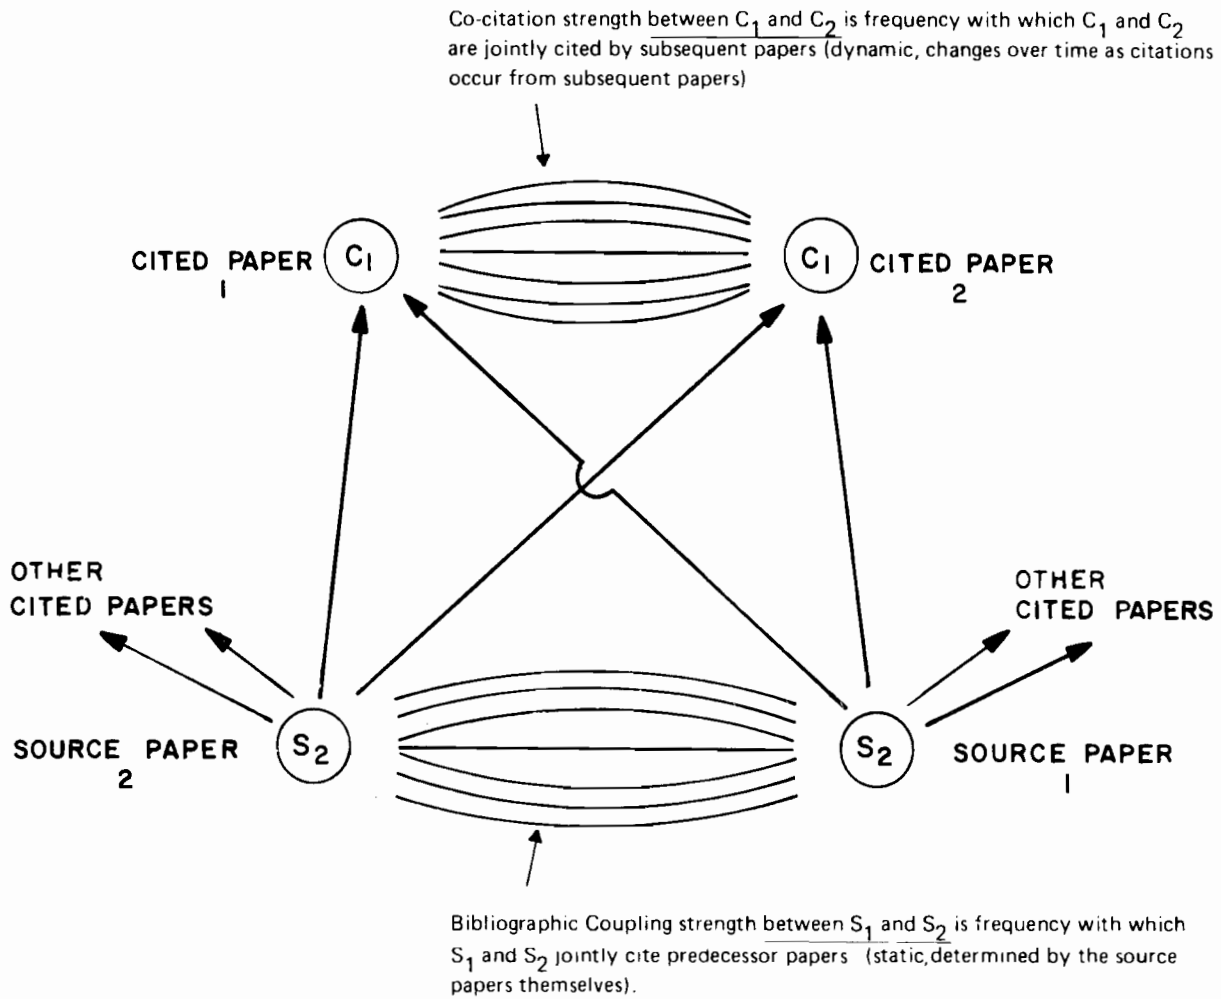 Co-citation strength between C1 and C2 is frequency with which C1 and C2
are jointly cited by subsequent papers (dynamic, changes over time as citations
occur from subsequent papers)
CITED PAPER
1
C1
C1
CITED PAPER
2
OTHER
CITED PAPERS
OTHER
CITED PAPERS
SOURCE PAPER
2
S2
S2
SOURCE PAPER
1
Bibliographic Coupling strength between S1 and S2 is frequency with which
S1 and S2 jointly cite predecessor papers (static, determined by the source
papers themselves).